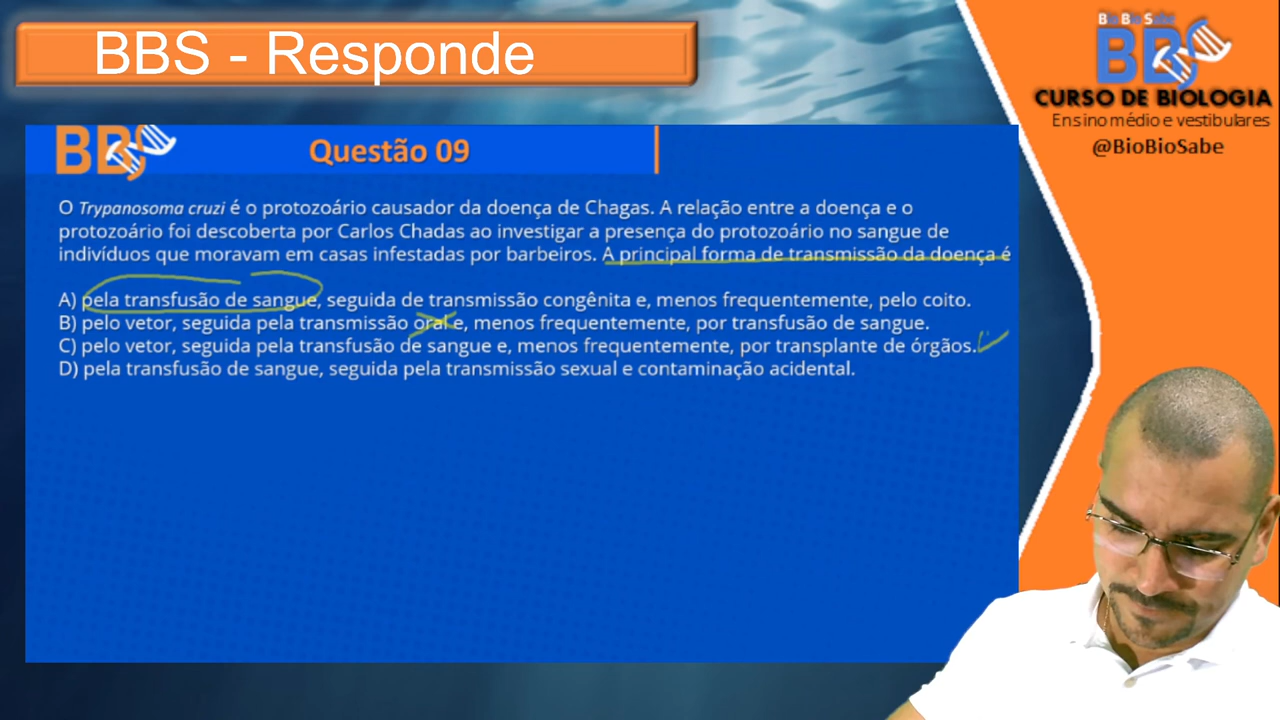 BBS - Responde
Bio Bio Sabe
BBS
CURSO DE BIOLOGIA
Ensino médio e vestibulares
@BioBioSabe
BBS
Questão 09
O Trypanosoma cruzi é o protozoário causador da doença de Chagas. A relação entre a doença e o
protozoário foi descoberta por Carlos Chadas ao investigar a presença do protozoário no sangue de
indivíduos que moravam em casas infestadas por barbeiros. A principal forma de transmissão da doença é
A) pela transfusão de sangue, seguida de transmissão congênita e, menos frequentemente, pelo coito.
B) pelo vetor, seguida pela transmissão oral e, menos frequentemente, por transfusão de sangue.
C) pelo vetor, seguida pela transfusão de sangue e, menos frequentemente, por transplante de órgãos.
D) pela transfusão de sangue, seguida pela transmissão sexual e contaminação acidental.